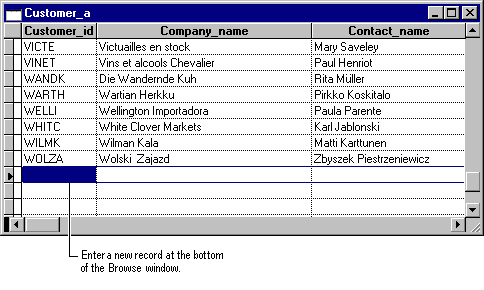 Customer_a
Customer_id Company_name Contact_name
VICTE Victuailles en stock Mary Saveley
VINET Vins et alcools Chevalier Paul Henriot
WANDK Die Wandernde Kuh Rita Müller
WARTH Wartian Herkku Pirkko Koskitalo
WELLI Wellington Importadora Paula Parente
WHITC White Clover Markets Karl Jablonski
WILMK Wilman Kala Matti Karttunen
WOLZA Wolski Zajazd Zbyszek Piestrzeniewicz
Enter a new record at the bottom
of the Browse window.